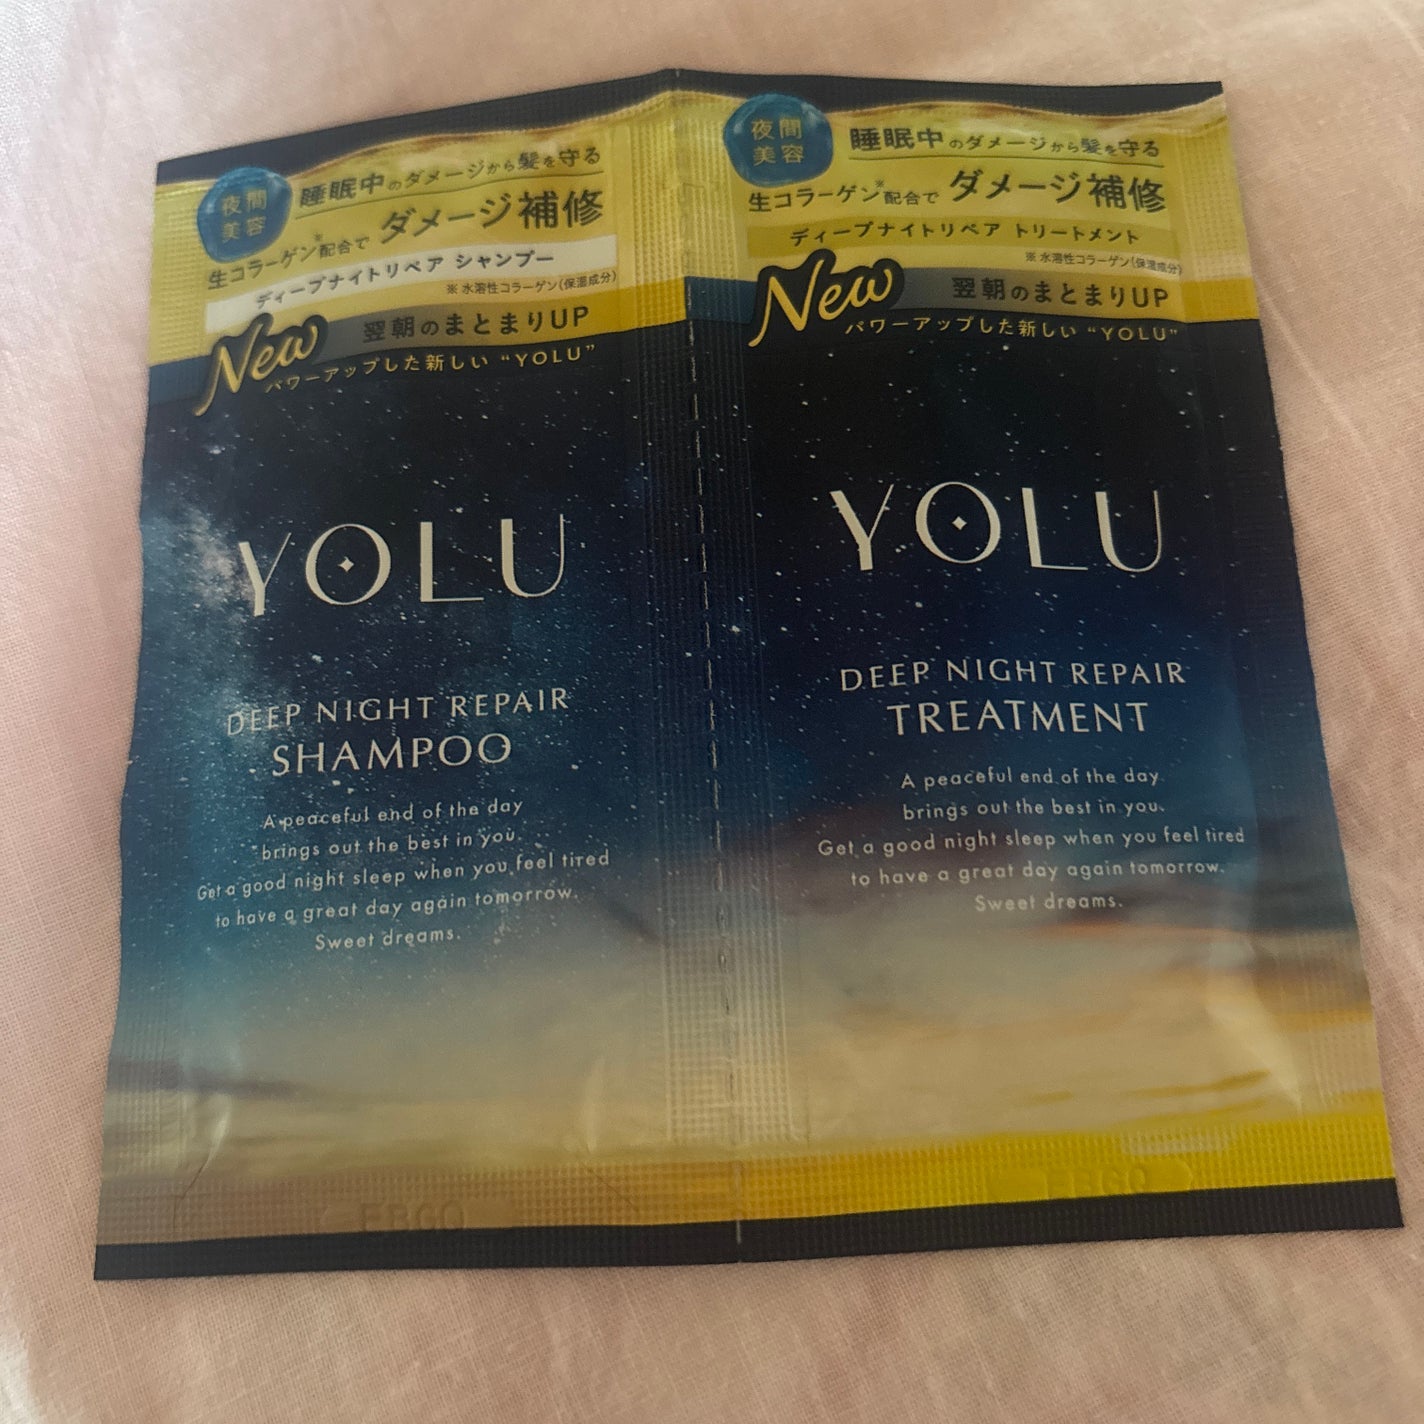 夜間
美容
睡眠中のダメージから髪を守る
生コラーゲン※配合で ダメージ補修
ディープナイトリペア シャンプー
※ 水溶性コラーゲン(保湿成分)
New
翌朝のまとまりUP
パワーアップした新しい “YOLU”
YOLU
DEEP NIGHT REPAIR
SHAMPOO
A peaceful end of the day
brings out the best in you.
Get a good night sleep when you feel tired
to have a great day again tomorrow.
Sweet dreams.
ERGO
夜間
美容
睡眠中のダメージから髪を守る
生コラーゲン※配合で ダメージ補修
ディープナイトリペア トリートメント
※ 水溶性コラーゲン(保湿成分)
New
翌朝のまとまりUP
パワーアップした新しい “YOLU”
YOLU
DEEP NIGHT REPAIR
TREATMENT
A peaceful end of the day
brings out the best in you.
Get a good night sleep when you feel tired
to have a great day again tomorrow.
Sweet dreams.
ERGO